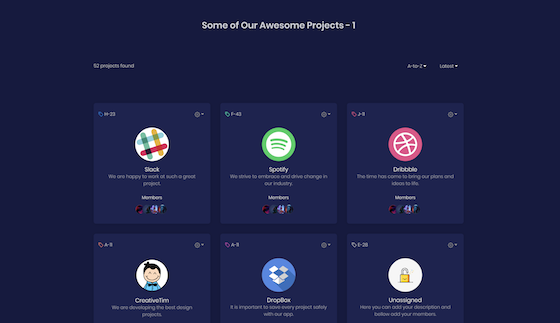 Some of Our Awesome Projects - 1
52 projects found
A-to-Z
Latest
H-23
F-43
J-11
Slack
We are happy to work at such a great
project.
Members
Spotify
We strive to embrace and drive change in
our industry.
Members
Dribbble
The time has come to bring our plans and
ideas to life.
Members
A-11
A-9
S-28
CreativeTim
We are developing the best design
projects.
DropBox
It is important to save every project safely
with our app.
Unassigned
Here you can add your description and
bellow add your members.